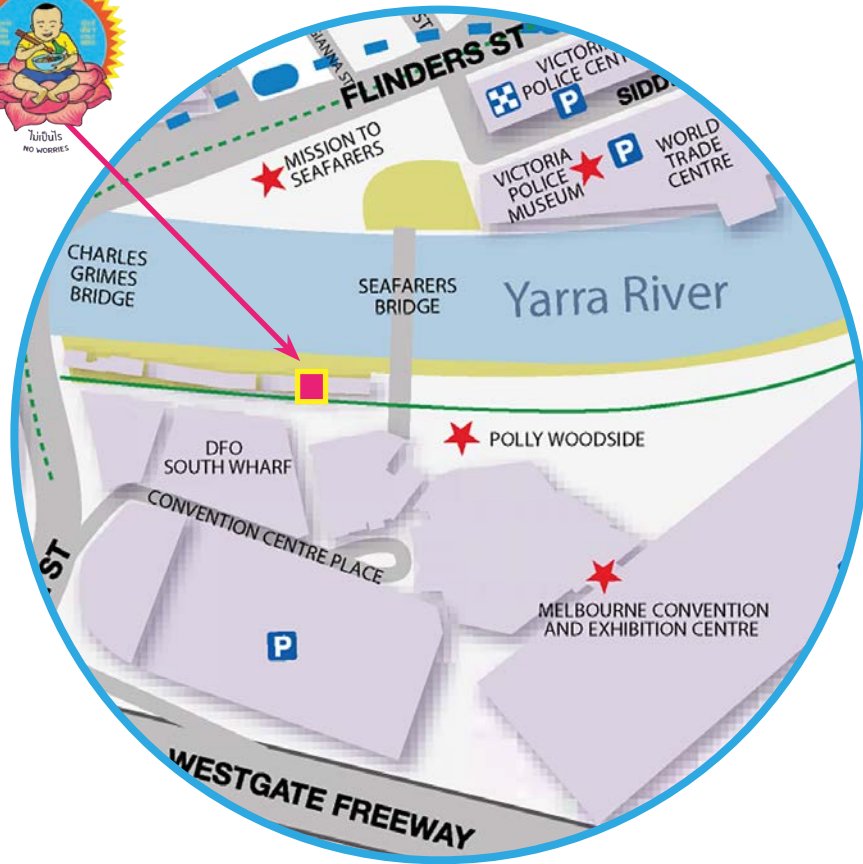 ไม่เป็นไร
NO WORRIES
ST
FLINDERS ST
VICTORIA
POLICE CENT
P
SIDD
MISSION TO
SEAFARERS
VICTORIA
POLICE
MUSEUM
P
WORLD
TRADE
CENTRE
CHARLES
GRIMES
BRIDGE
SEAFARERS
BRIDGE
Yarra River
POLLY WOODSIDE
DFO
SOUTH WHARF
CONVENTION CENTRE PLACE
ST
MELBOURNE CONVENTION
AND EXHIBITION CENTRE
P
WESTGATE FREEWAY